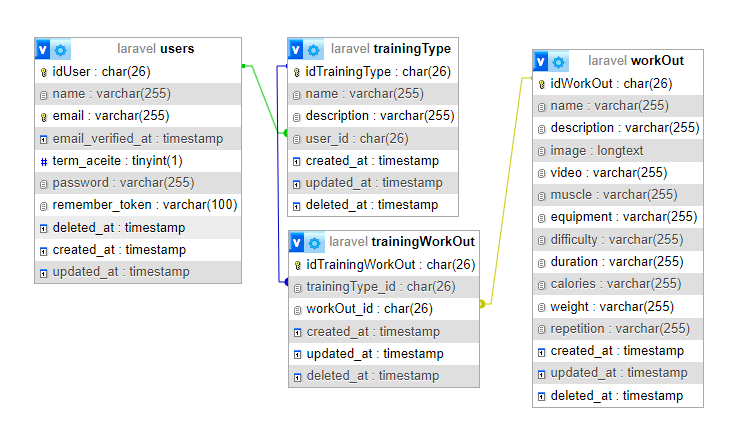 laravel users
idUser : char(26)
name : varchar(255)
email : varchar(255)
email_verified_at : timestamp
# term_aceite : tinyint(1)
password : varchar(255)
remember_token : varchar(100)
deleted_at : timestamp
created_at : timestamp
updated_at : timestamp
laravel trainingType
idTrainingType : char(26)
name : varchar(255)
description : varchar(255)
user_id : char(26)
created_at : timestamp
updated_at : timestamp
deleted_at : timestamp
laravel trainingWorkOut
idTrainingWorkOut : char(26)
trainingType_id : char(26)
workOut_id : char(26)
created_at : timestamp
updated_at : timestamp
deleted_at : timestamp
laravel workOut
idWorkOut : char(26)
name : varchar(255)
description : varchar(255)
image : longtext
video : varchar(255)
muscle : varchar(255)
equipment : varchar(255)
difficulty : varchar(255)
duration : varchar(255)
calories : varchar(255)
weight : varchar(255)
repetition : varchar(255)
created_at : timestamp
updated_at : timestamp
deleted_at : timestamp